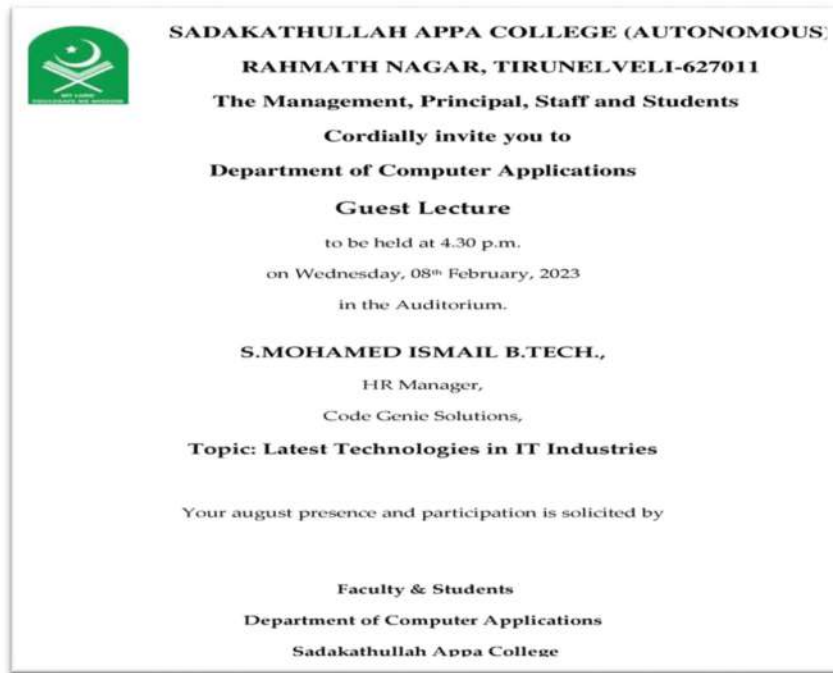 SADAKATHULLAH APPA COLLEGE (AUTONOMOUS)
RAHMATH NAGAR, TIRUNELVELI-627011
The Management, Principal, Staff and Students
Cordially invite you to
Department of Computer Applications
Guest Lecture
to be held at 4.30 p.m.
on Wednesday, 08th February, 2023
in the Auditorium.
S.MOHAMED ISMAIL B.TECH.,
HR Manager,
Code Genie Solutions,
Topic: Latest Technologies in IT Industries
Your august presence and participation is solicited by
Faculty & Students
Department of Computer Applications
Sadakathullah Appa College